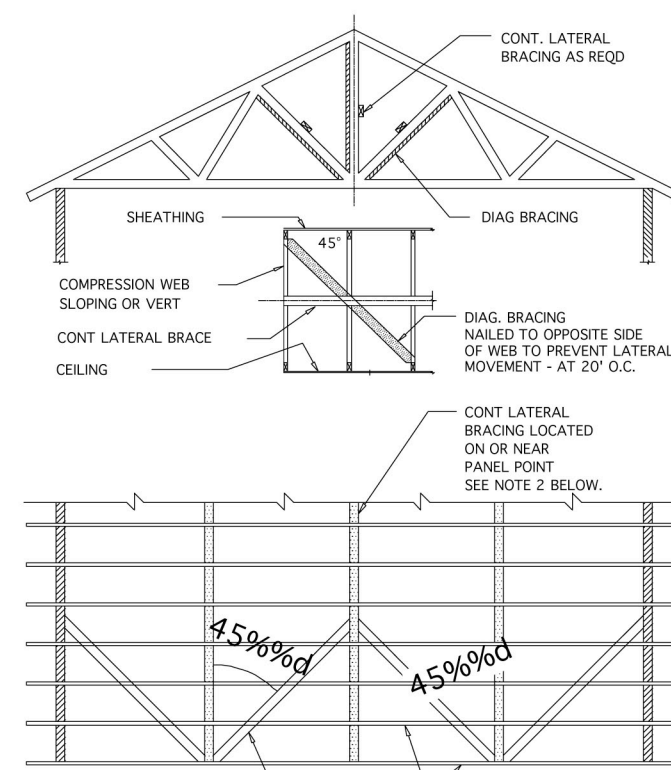 CONT. LATERAL
BRACING AS REQD
SHEATHING
DIAG BRACING
45°
COMPRESSION WEB
SLOPING OR VERT
CONT LATERAL BRACE
CEILING
DIAG. BRACING
NAILED TO OPPOSITE SIDE
OF WEB TO PREVENT LATERAL
MOVEMENT - AT 20' O.C.
CONT LATERAL
BRACING LOCATED
ON OR NEAR
PANEL POINT
SEE NOTE 2 BELOW.
45%%d
45%%d